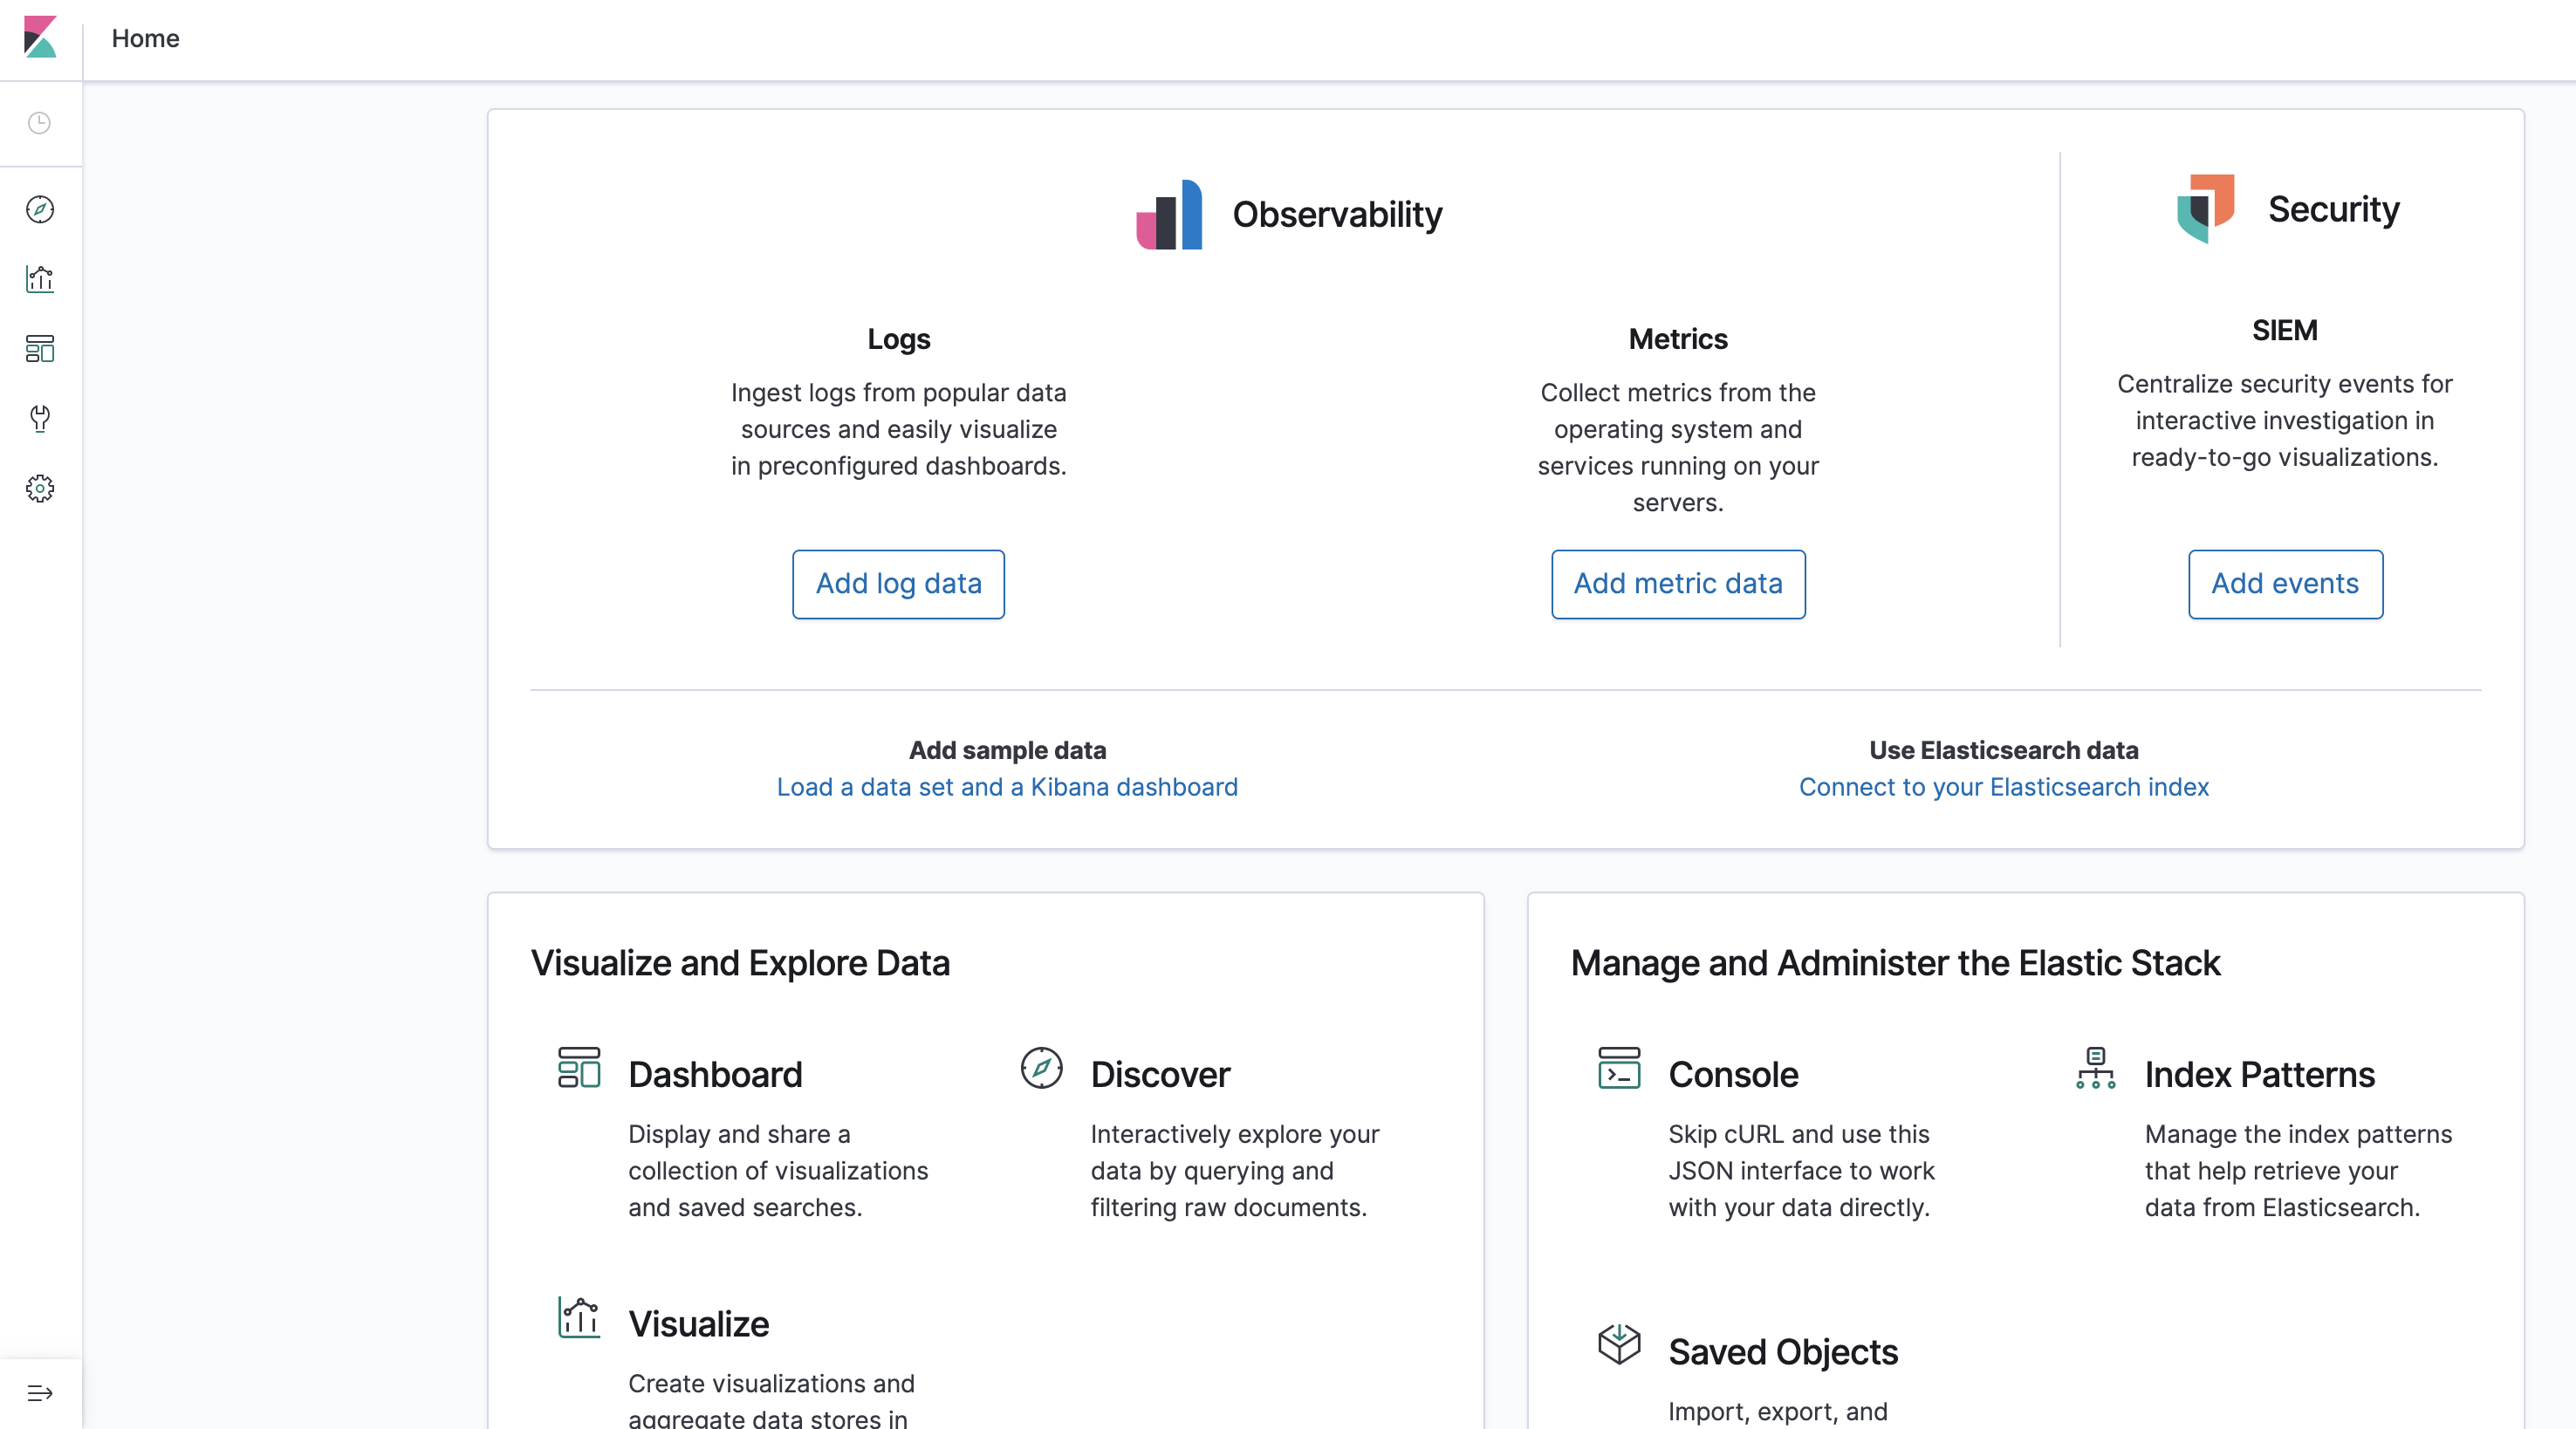 Home
Observability
Logs
Ingest logs from popular data
sources and easily visualize
in preconfigured dashboards.
Add log data
Metrics
Collect metrics from the
operating system and
services running on your
servers.
Add metric data
Security
SIEM
Centralize security events for
interactive investigation in
ready-to-go visualizations.
Add events
Add sample data
Load a data set and a Kibana dashboard
Use Elasticsearch data
Connect to your Elasticsearch index
Visualize and Explore Data
Dashboard
Display and share a
collection of visualizations
and saved searches.
Discover
Interactively explore your
data by querying and
filtering raw documents.
Visualize
Create visualizations and
aggregate data stores in
Manage and Administer the Elastic Stack
Console
Skip cURL and use this
JSON interface to work
with your data directly.
Index Patterns
Manage the index patterns
that help retrieve your
data from Elasticsearch.
Saved Objects
Import, export, and